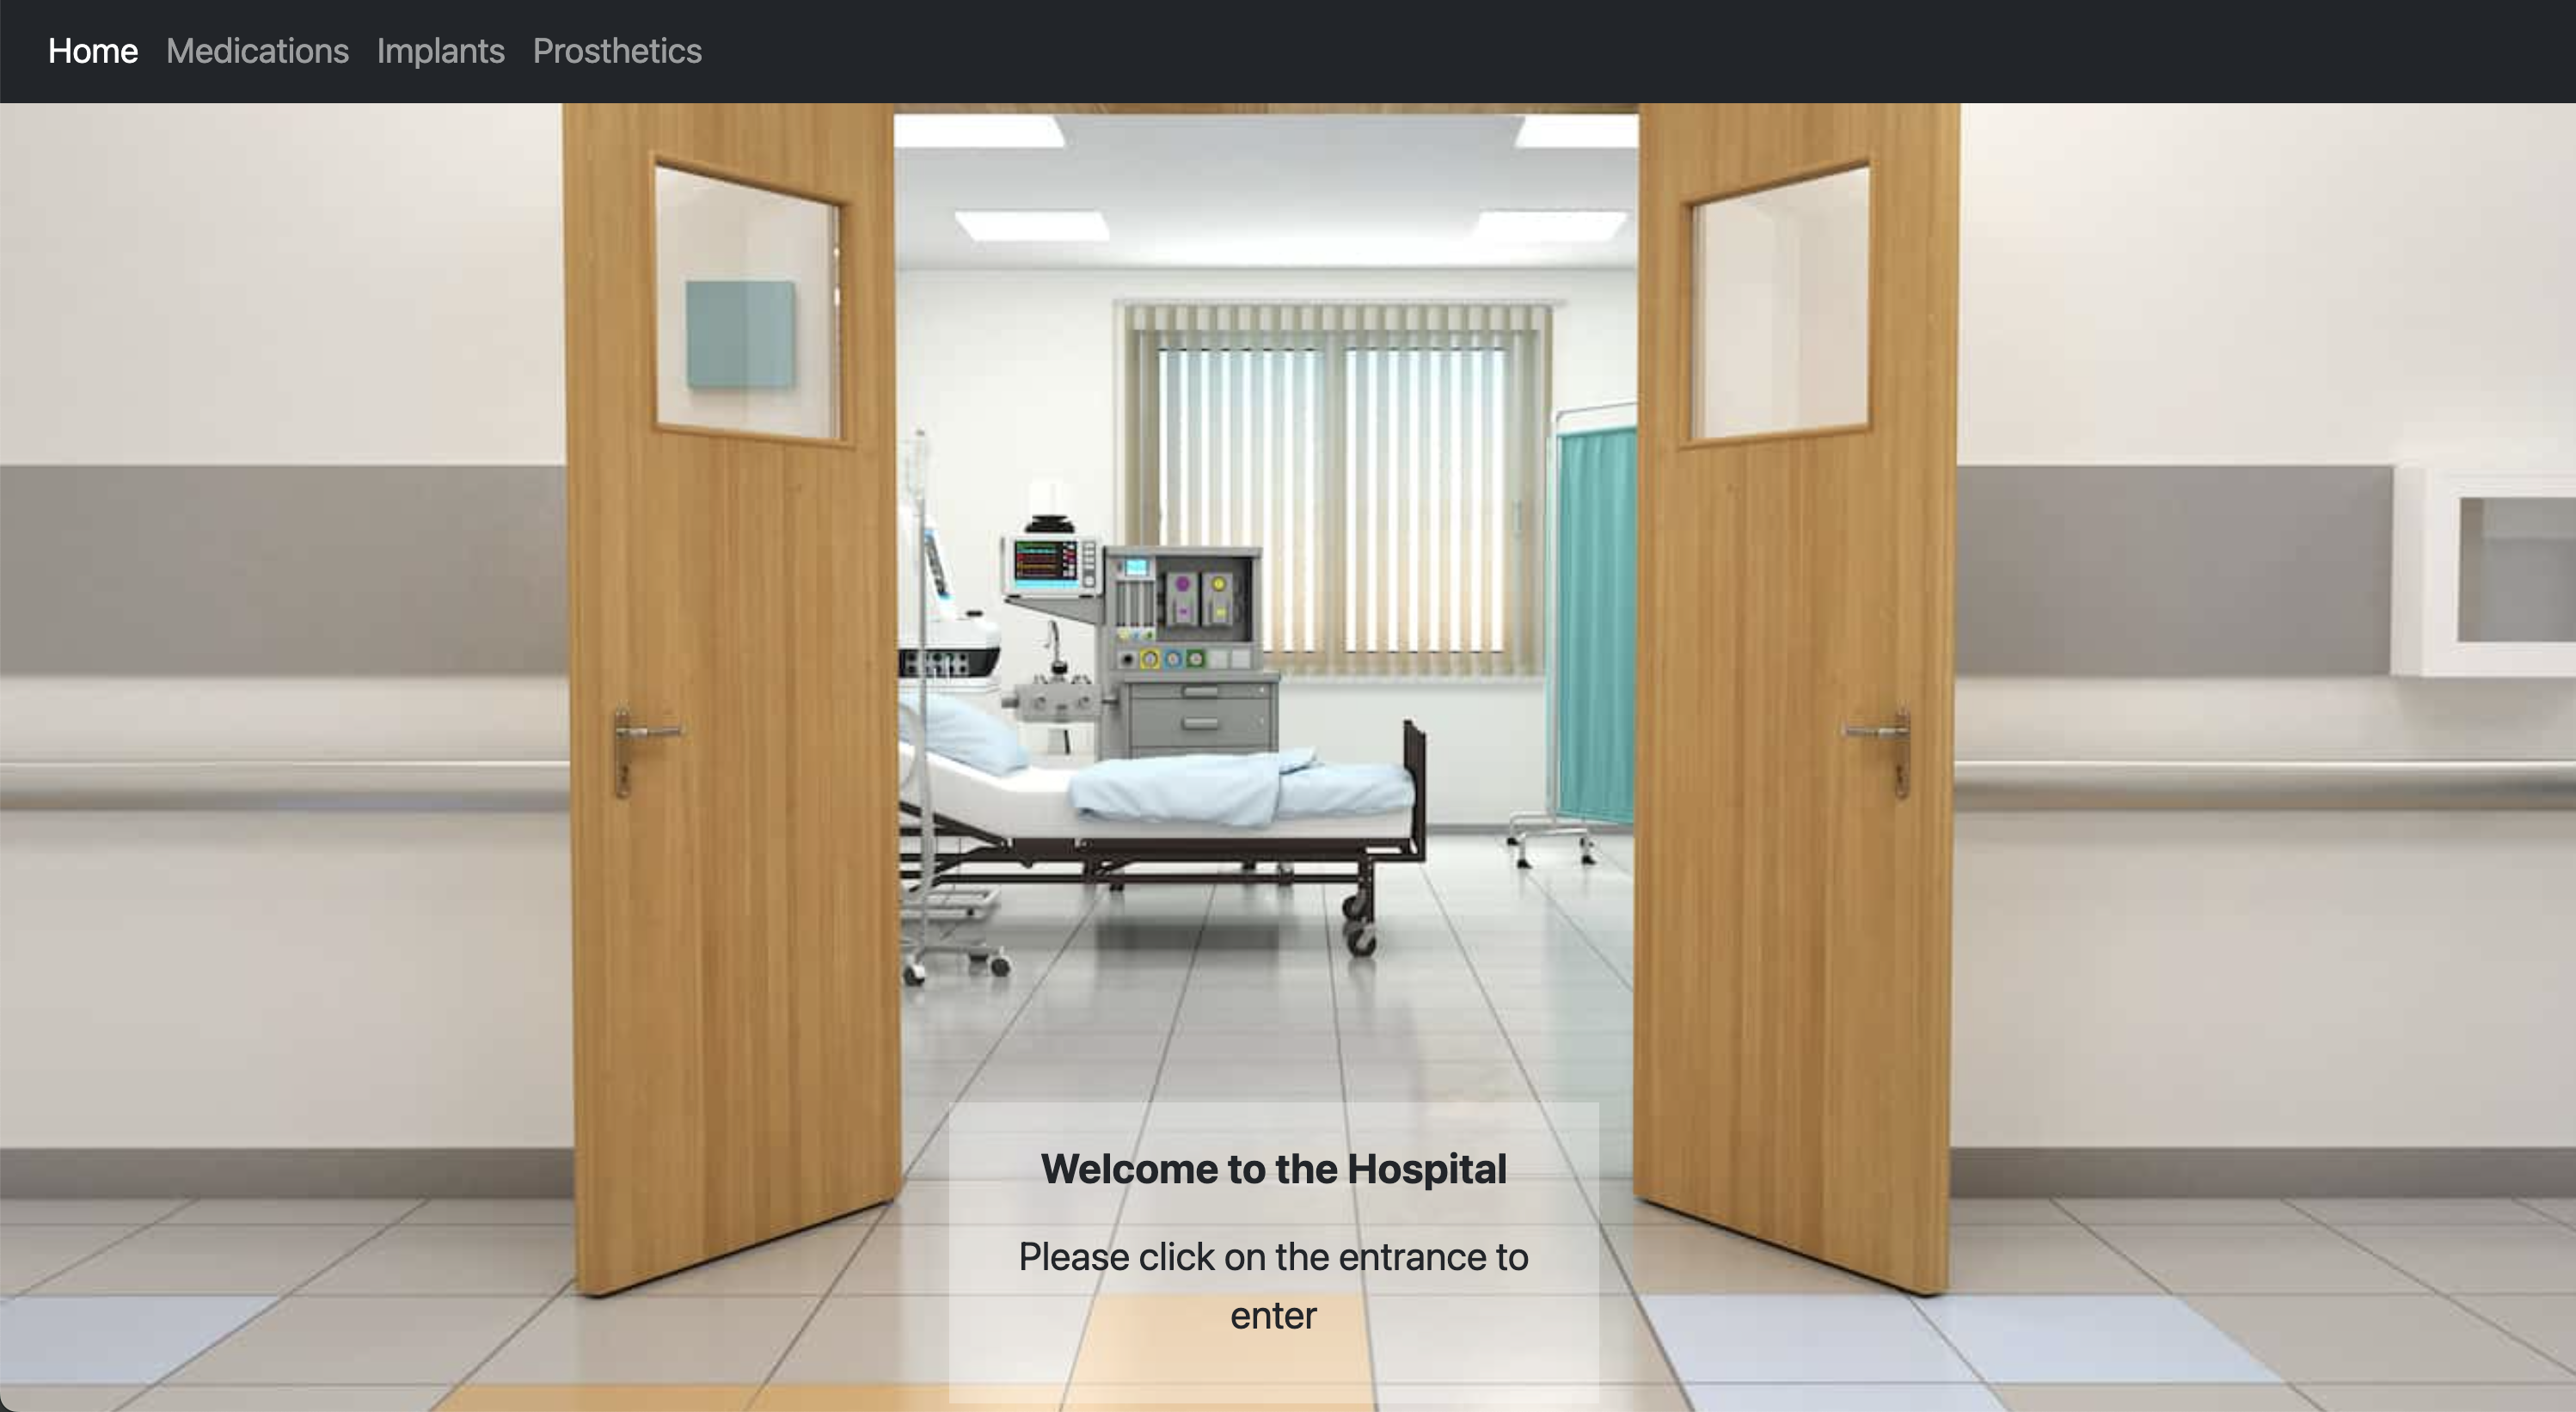 Home Medications Implants Prosthetics
Welcome to the Hospital
Please click on the entrance to
enter